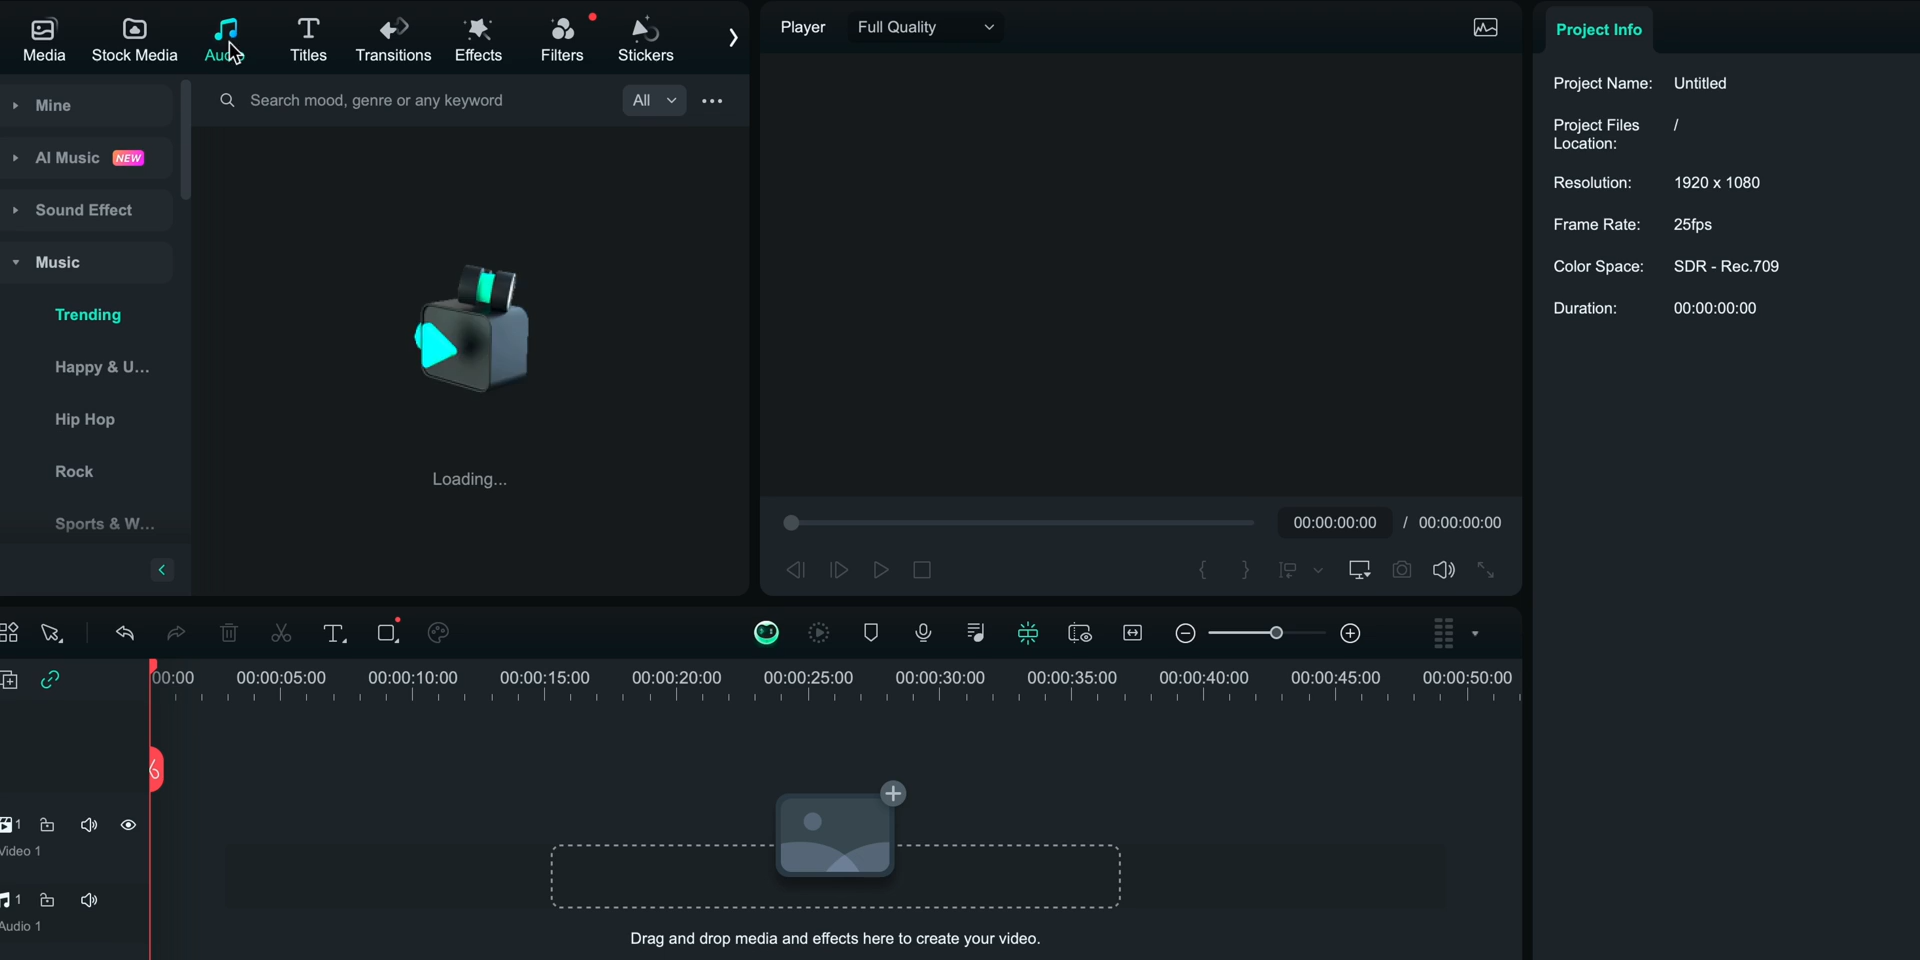 Media
Stock Media
Audio
Titles
Transitions
Effects
Filters
Stickers
Player
Full Quality
Project Info
Mine
AI Music NEW
Sound Effect
Music
Trending
Happy & U...
Hip Hop
Rock
Sports & W...
Search mood, genre or any keyword
All
Loading...
Project Name: Untitled
Project Files /
Location:
Resolution: 1920 x 1080
Frame Rate: 25fps
Color Space: SDR - Rec.709
Duration: 00:00:00:00
00:00:00:00 / 00:00:00:00
00:00 00:00:05:00 00:00:10:00 00:00:15:00 00:00:20:00 00:00:25:00 00:00:30:00 00:00:35:00 00:00:40:00 00:00:45:00 00:00:50:00
1
Video 1
1
Audio 1
Drag and drop media and effects here to create your video.